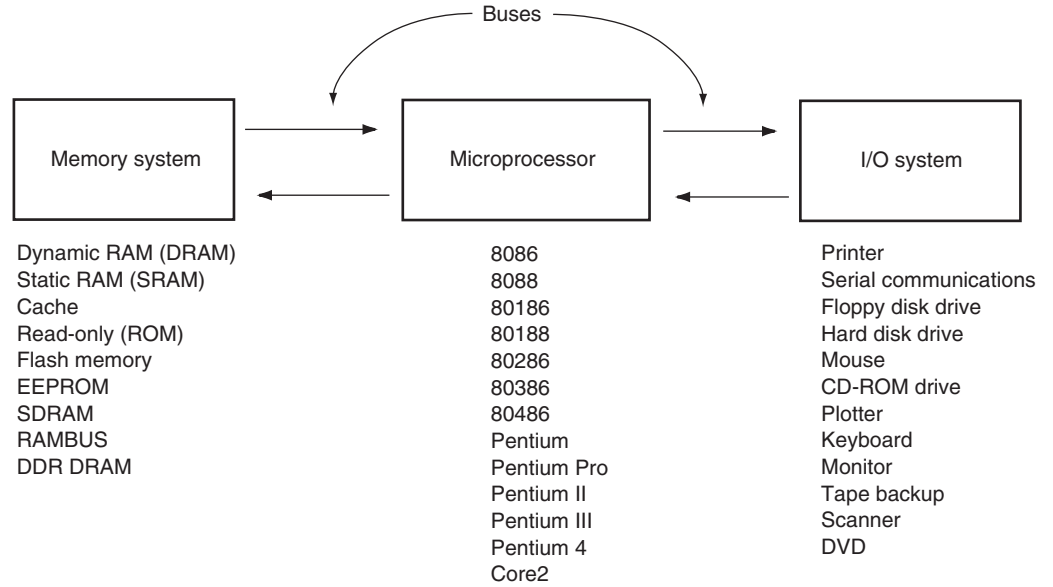 Buses
Memory system
Microprocessor
I/O system
Dynamic RAM (DRAM)
Static RAM (SRAM)
Cache
Read-only (ROM)
Flash memory
EEPROM
SDRAM
RAMBUS
DDR DRAM
8086
8088
80186
80188
80286
80386
80486
Pentium
Pentium Pro
Pentium II
Pentium III
Pentium 4
Core2
Printer
Serial communications
Floppy disk drive
Hard disk drive
Mouse
CD-ROM drive
Plotter
Keyboard
Monitor
Tape backup
Scanner
DVD